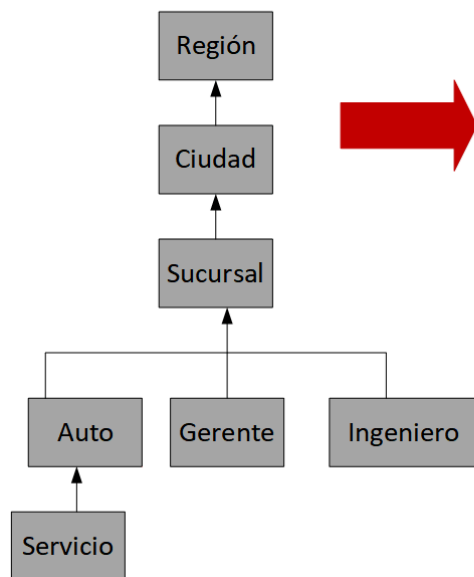 Región
Ciudad
Sucursal
Auto
Gerente
Ingeniero
Servicio